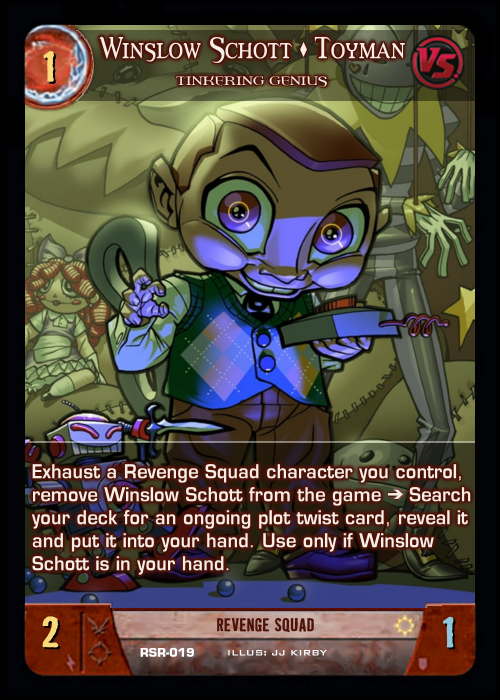 1
WINSLOW SCHOTT ♦ TOYMAN
VS
TINKERING GENIUS
Exhaust a Revenge Squad character you control,
remove Winslow Schott from the game ➔ Search
your deck for an ongoing plot twist card, reveal it
and put it into your hand. Use only if Winslow
Schott is in your hand.
2
REVENGE SQUAD
1
RSR-019
ILLUS: JJ KIRBY